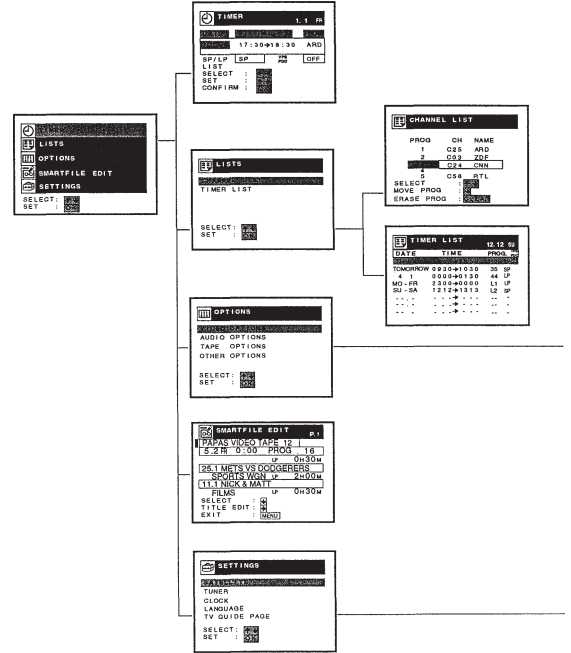 LISTS
OPTIONS
SMARTFILE EDIT
SETTINGS
SELECT:
SET :
TIMER 1. 1 FR
17:30→18:30 ARD
SP/LP SP VPS PDC OFF
LIST
SELECT :
SET :
CONFIRM :
LISTS
TIMER LIST
SELECT:
SET :
CHANNEL LIST
PROG CH NAME
1 C25 ARD
2 C03 ZDF
C24 CNN
5 C56 RTL
SELECT :
MOVE PROG :
ERASE PROG :
TIMER LIST 12.12 SU
DATE TIME PROG.
TOMORROW 0930→1030 35 SP
4 1 0000→0130 44 LP
MO - FR 2300→0000 L1 LP
SU - SA 1212→1313 L2 SP
OPTIONS
AUDIO OPTIONS
TAPE OPTIONS
OTHER OPTIONS
SELECT:
SET :
SMARTFILE EDIT P.1
PAPAS VIDEO TAPE 12
5.2 FR 0:00 PROG . 16
LP 0H30M
25.1 METS VS DODGERERS
SPORTS WGN LP 2H00M
11.1 NICK & MATT
FILMS LP 0H30M
SELECT :
TITLE EDIT :
EXIT : MENU
SETTINGS
TUNER
CLOCK
LANGUAGE
TV GUIDE PAGE
SELECT:
SET :